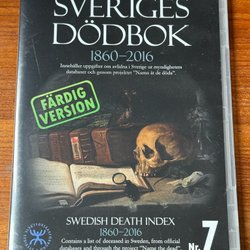 SVERIGES
DÖDBOK
1860–2016
Innehåller uppgifter om avlidna i Sverige ur myndigheters
databaser och genom projektet "Namn åt de döda".
FÄRDIG
VERSION
SWEDISH DEATH INDEX
1860–2016
Contains a list of deceased in Sweden, from official
databases and through the project "Name the dead".
Nr. 7